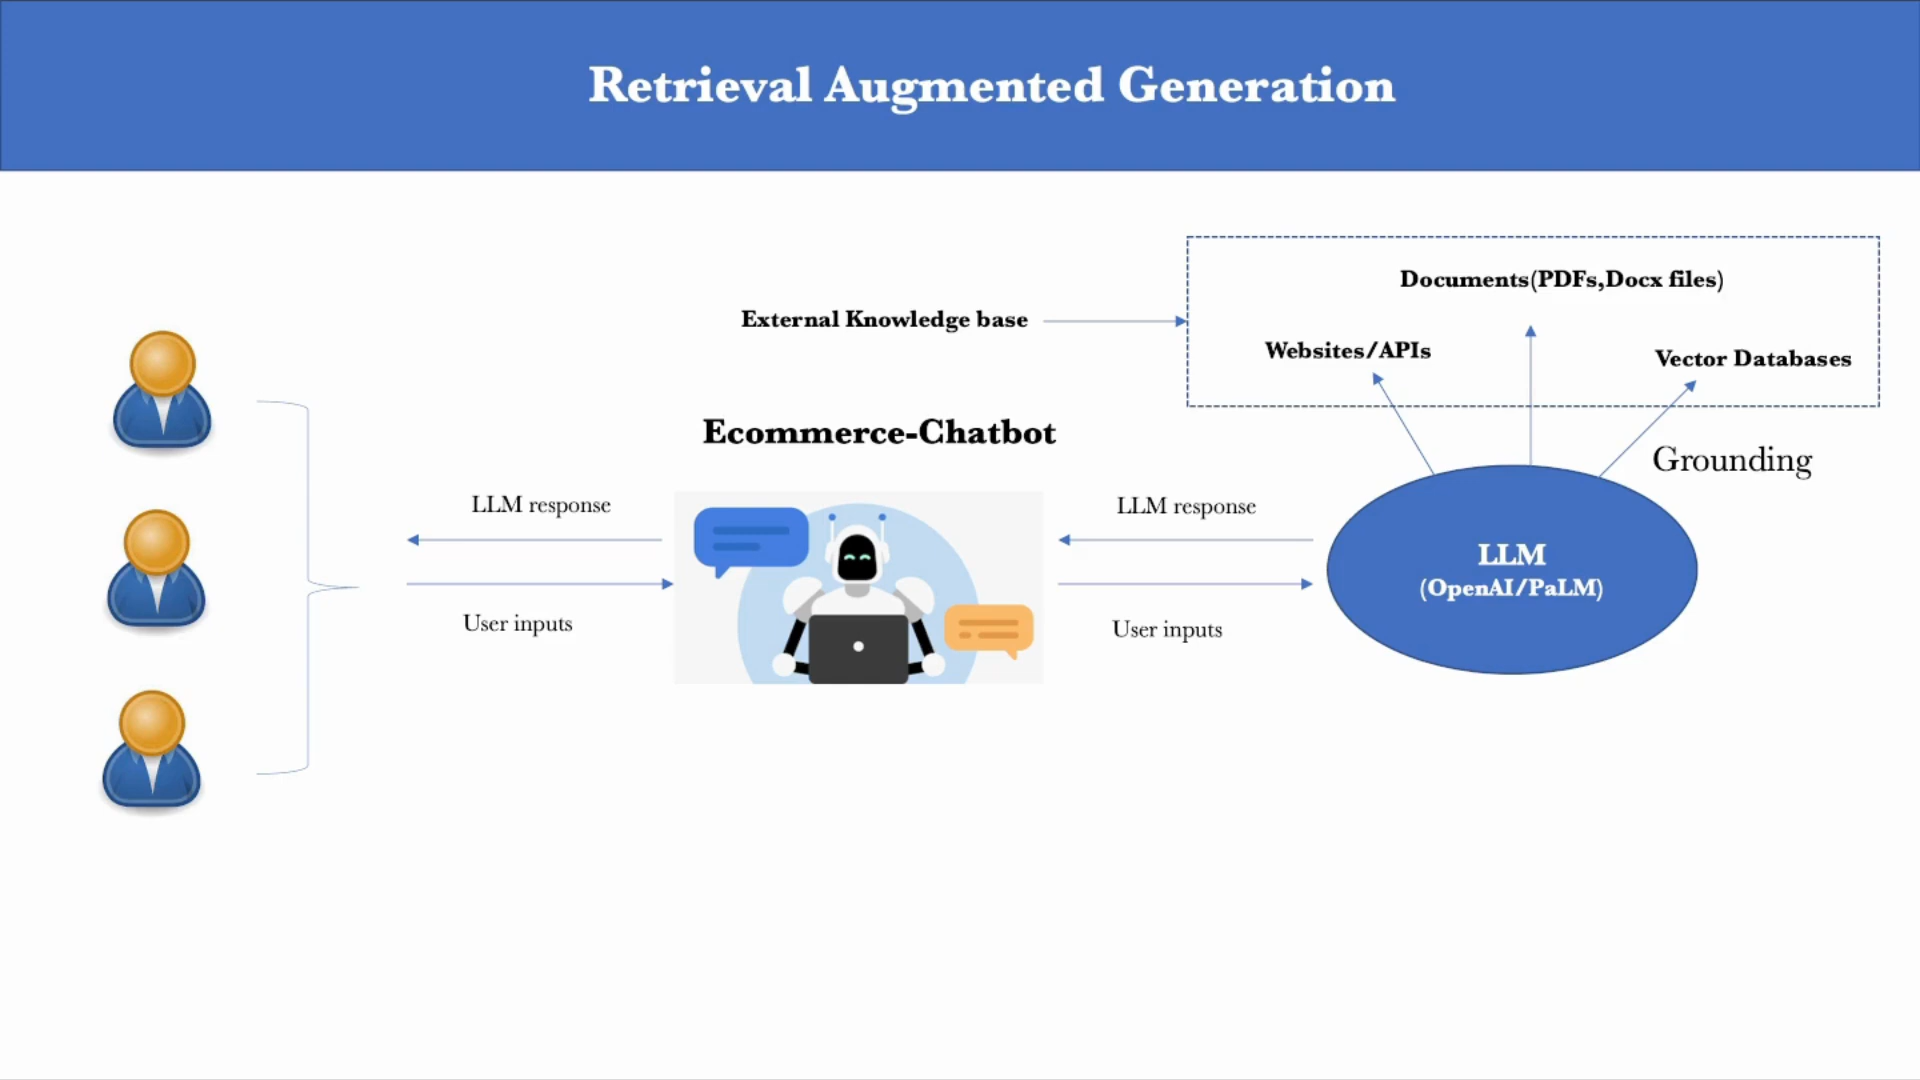 Retrieval Augmented Generation
Documents(PDFs,Docx files)
External Knowledge base
Websites/APIs
Vector Databases
Ecommerce-Chatbot
Grounding
LLM response
LLM response
LLM
(OpenAI/PaLM)
User inputs
User inputs